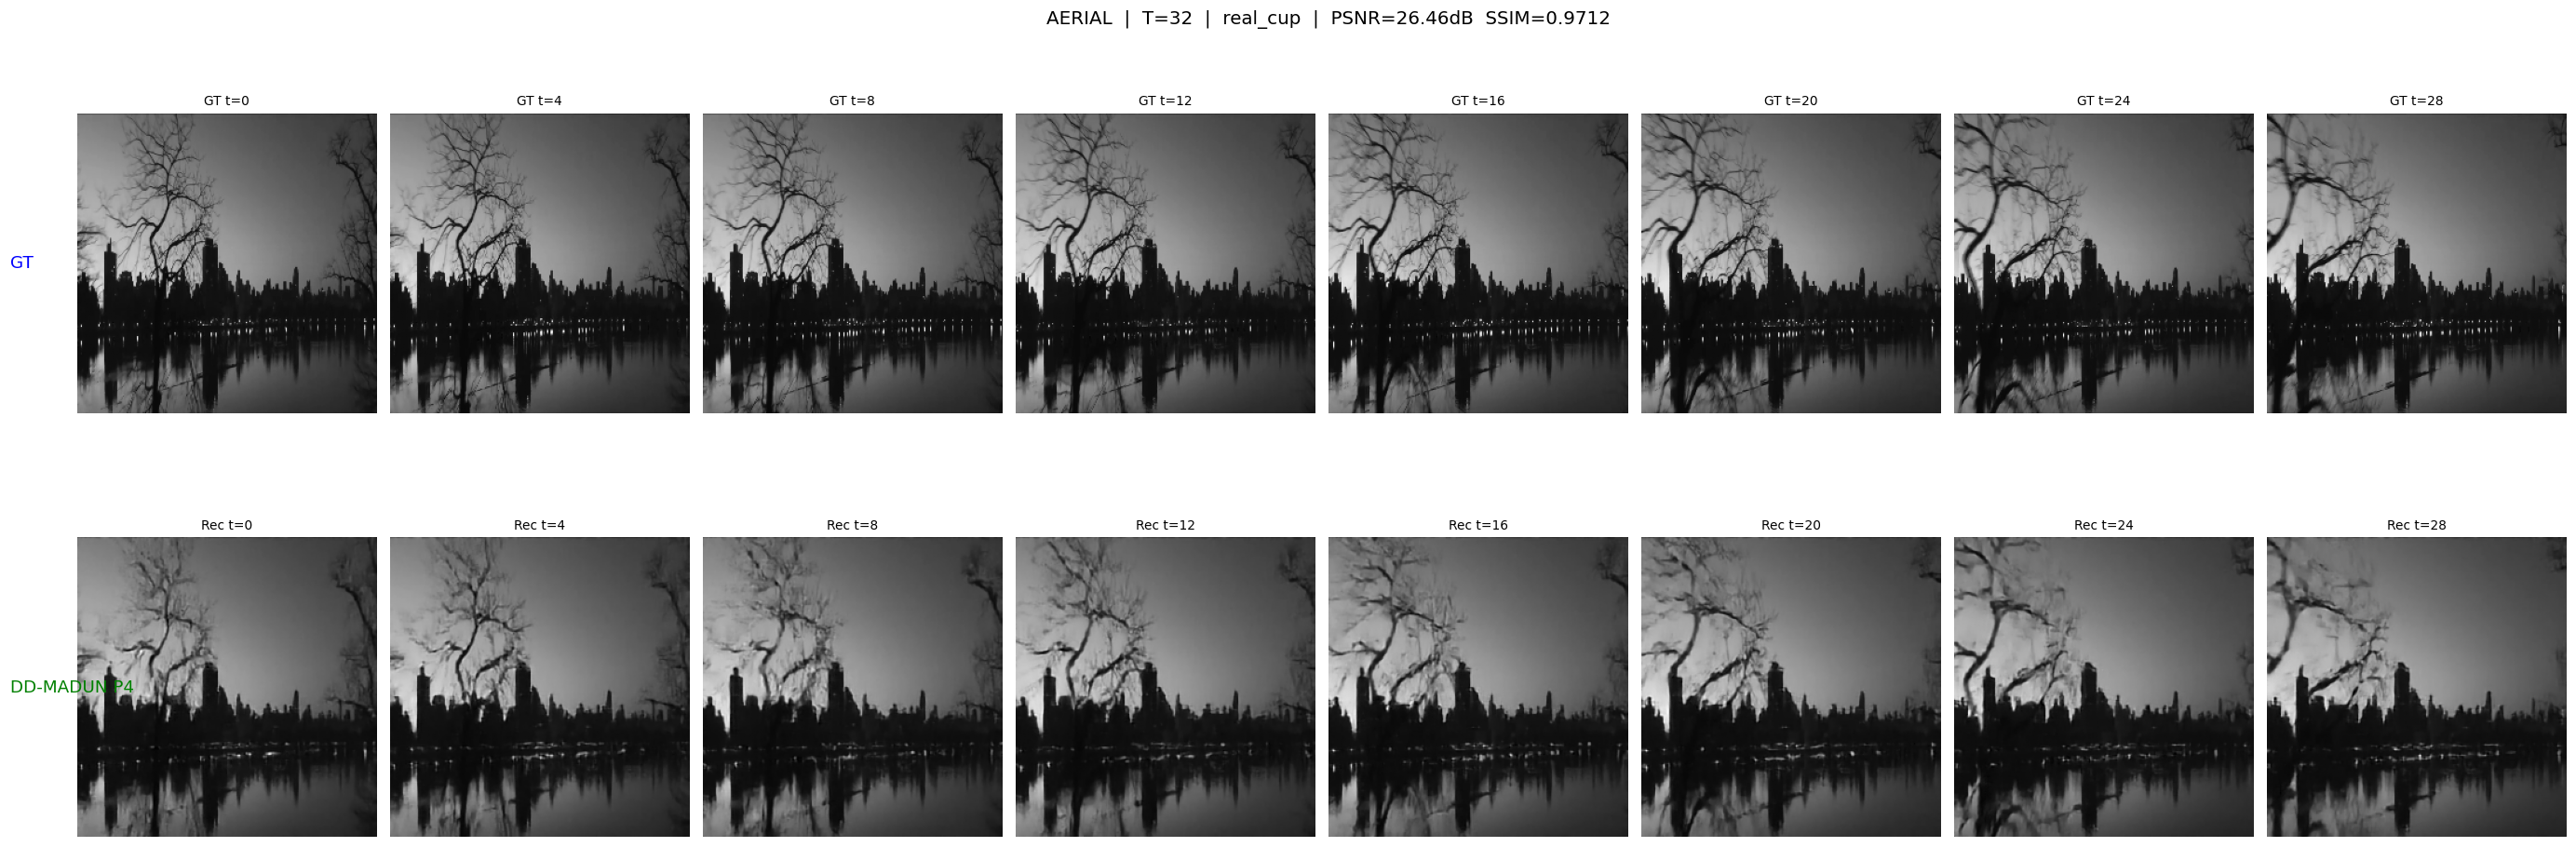 AERIAL | T=32 | real_cup | PSNR=26.46dB SSIM=0.9712
GT t=0
GT t=4
GT t=8
GT t=12
GT t=16
GT t=20
GT t=24
GT t=28
GT
Rec t=0
Rec t=4
Rec t=8
Rec t=12
Rec t=16
Rec t=20
Rec t=24
Rec t=28
DD-MADUN P4